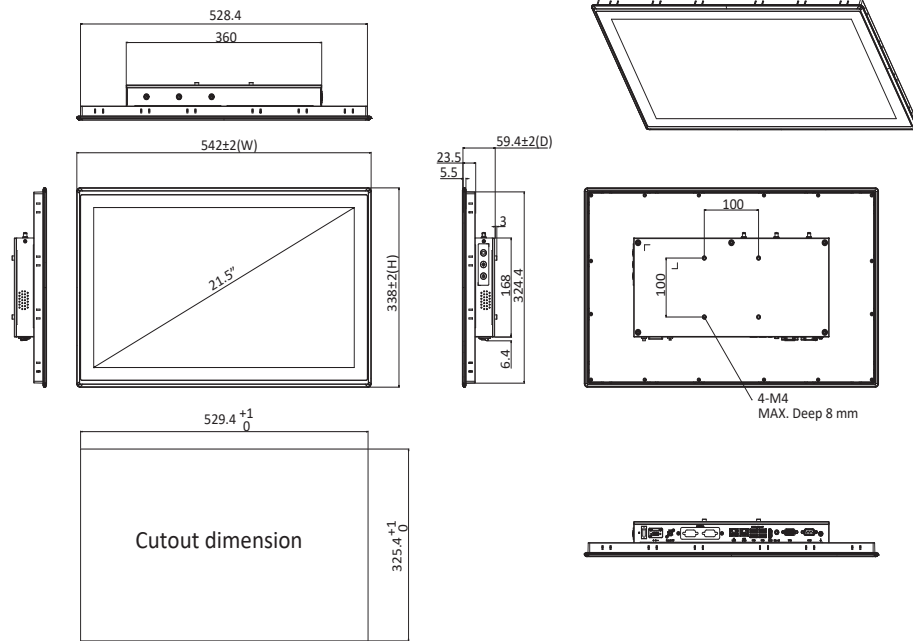 528.4
360
542±2(W)
21.5"
338±2(H)
59.4±2(D)
23.5
5.5
3
168
324.4
6.4
100
100
4-M4
MAX. Deep 8 mm
529.4 +1 0
Cutout dimension
325.4 +1 0